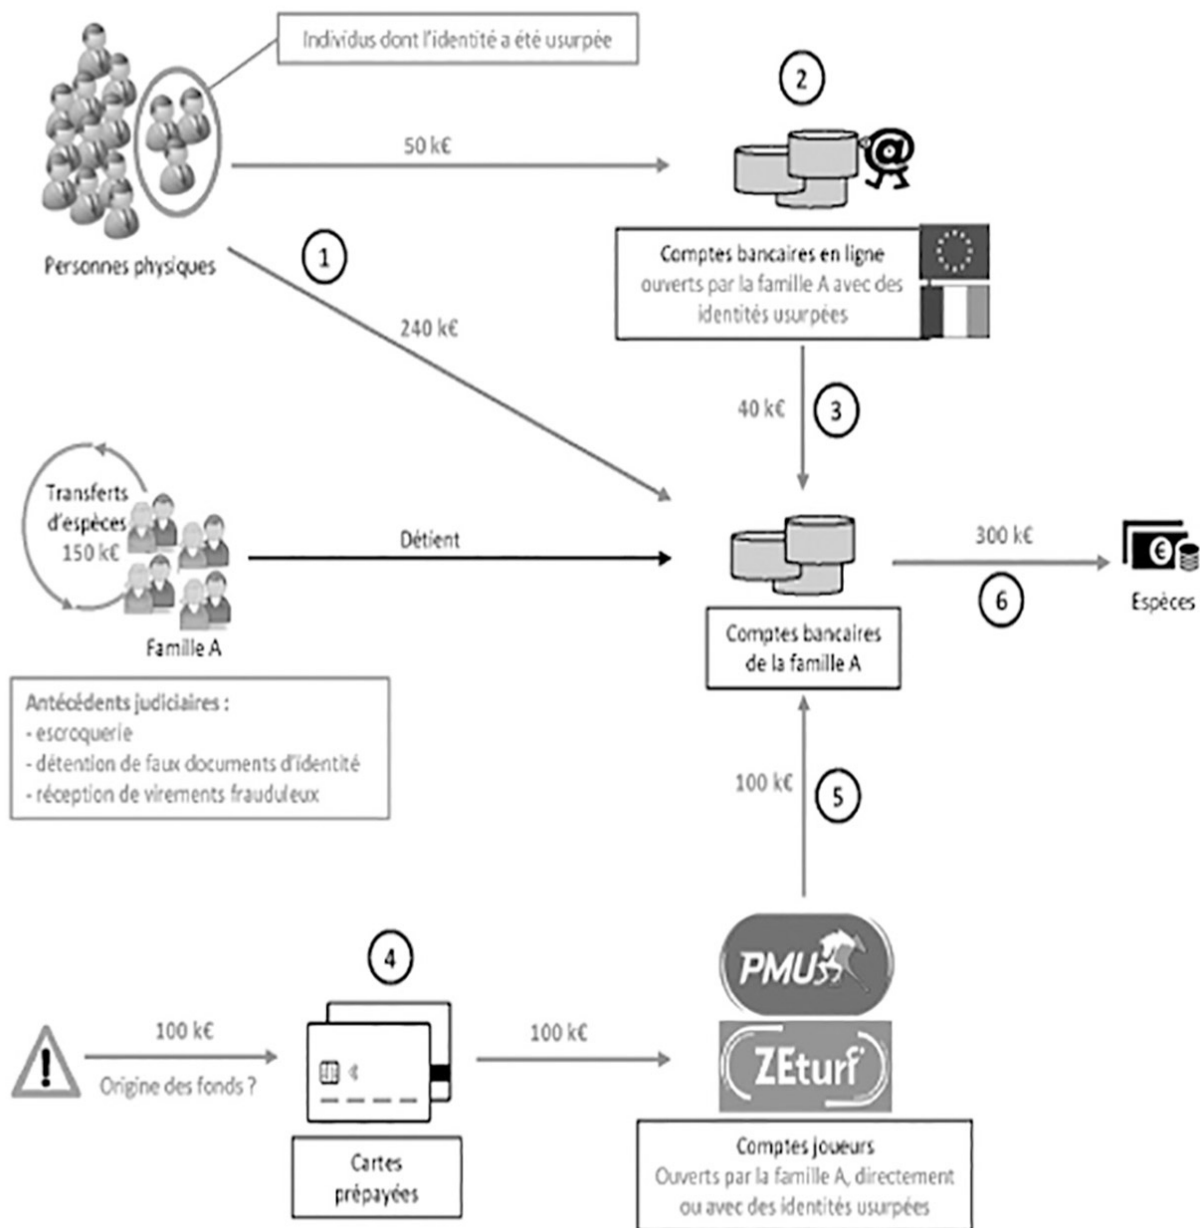 Individus dont l'identité a été usurpée
2
50 k€
@
Personnes physiques
1
Comptes bancaires en ligne
ouverts par la famille A avec des
identités usurpées
240 k€
40 k€
3
Transferts
d'espèces
150 k€
Détient
300 k€
€
6
Espèces
Famille A
Comptes bancaires
de la famille A
Antécédents judiciaires :
- escroquerie
- détention de faux documents d'identité
- réception de virements frauduleux
100 k€
5
4
PMU
!
100 k€
Origine des fonds ?
100 k€
ZEturf
Cartes
prépayées
Comptes joueurs
Ouverts par la famille A, directement
ou avec des identités usurpées